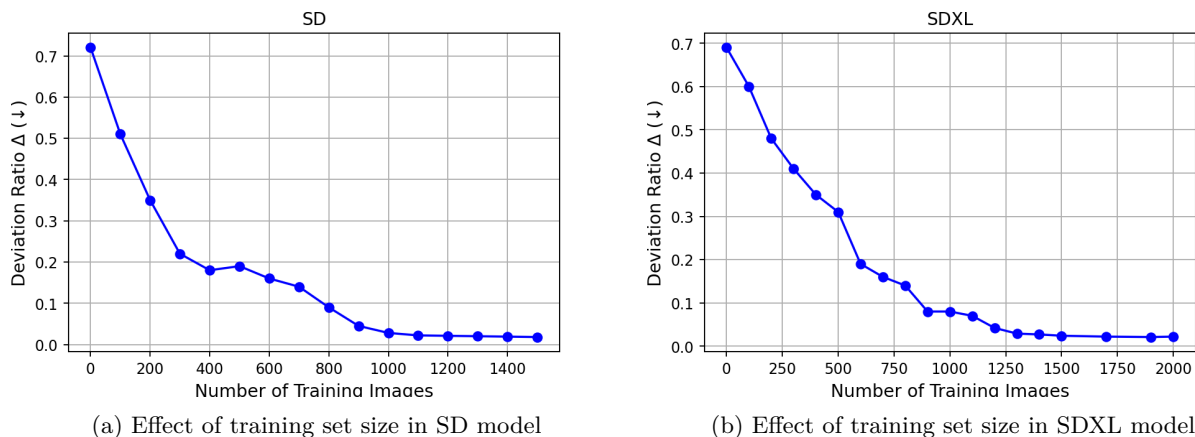 SD
0.7
0.6
0.5
0.4
0.3
0.2
0.1
0.0
Deviation Ratio Δ (↓)
0 200 400 600 800 1000 1200 1400
Number of Training Images
(a) Effect of training set size in SD model
SDXL
0.7
0.6
0.5
0.4
0.3
0.2
0.1
0.0
Deviation Ratio Δ (↓)
0 250 500 750 1000 1250 1500 1750 2000
Number of Training Images
(b) Effect of training set size in SDXL model